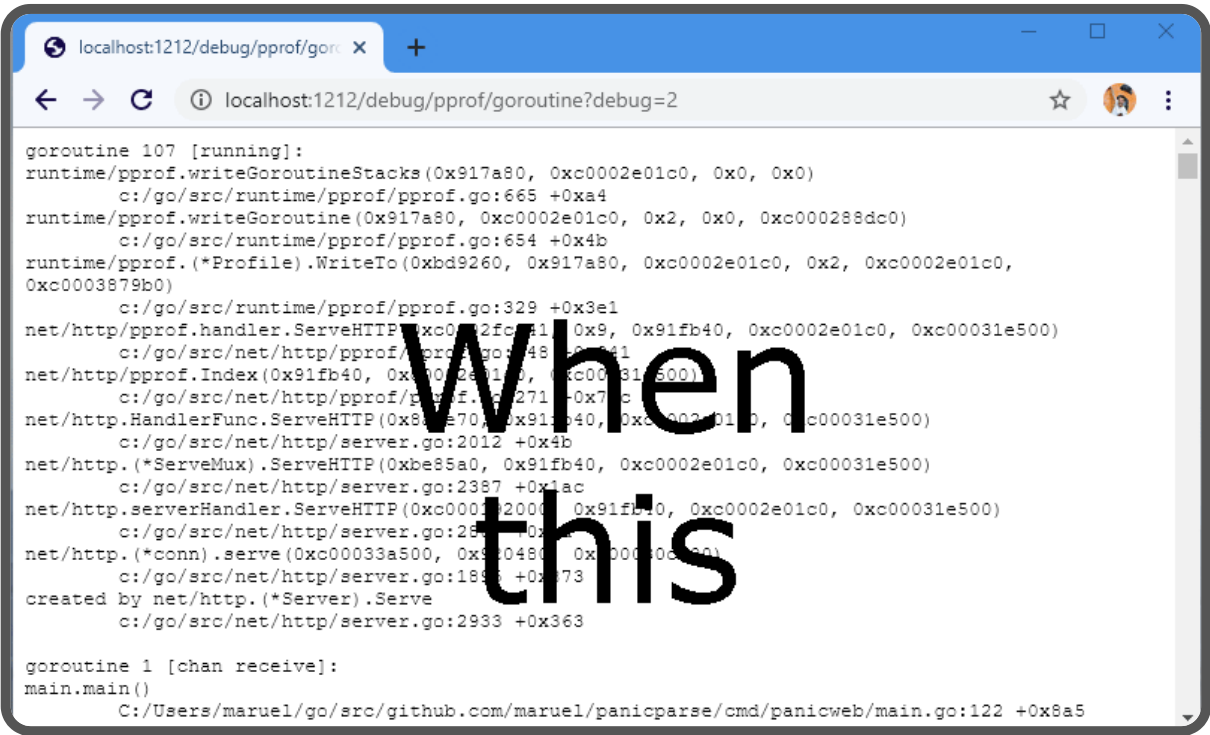 localhost:1212/debug/pprof/goro
localhost:1212/debug/pprof/goroutine?debug=2
goroutine 107 [running]:
runtime/pprof.writeGoroutineStacks(0x917a80, 0xc0002e01c0, 0x0, 0x0)
c:/go/src/runtime/pprof/pprof.go:665 +0xa4
runtime/pprof.writeGoroutine(0x917a80, 0xc0002e01c0, 0x2, 0x0, 0xc000288dc0)
c:/go/src/runtime/pprof/pprof.go:654 +0x4b
runtime/pprof.(*Profile).WriteTo(0xbd9260, 0x917a80, 0xc0002e01c0, 0x2, 0xc0002e01c0,
0xc0003879b0)
c:/go/src/runtime/pprof/pprof.go:329 +0x3e1
net/http/pprof.handler.ServeHTTP( 0x9, 0x91fb40, 0xc0002e01c0, 0xc00031e500)
c:/go/src/net/http/pprof/
net/http/pprof.Index(0x91fb40,
c:/go/src/net/http/pprof/
net/http.HandlerFunc.ServeHTTP( 0xc00031e500)
c:/go/src/net/http/server.go:2012 +0x4b
net/http.(*ServeMux).ServeHTTP(0xbe85a0, 0x91fb40, 0xc0002e01c0, 0xc00031e500)
c:/go/src/net/http/server.go:2387 +0x1ac
net/http.serverHandler.ServeHTTP( 0xc0002e01c0, 0xc00031e500)
c:/go/src/net/http/server.go:
net/http.(*conn).serve(0xc00033a500,
c:/go/src/net/http/server.go:
created by net/http.(*Server).Serve
c:/go/src/net/http/server.go:2933 +0x363
When
this
goroutine 1 [chan receive]:
main.main()
C:/Users/maruel/go/src/github.com/maruel/panicparse/cmd/panicweb/main.go:122 +0x8a5